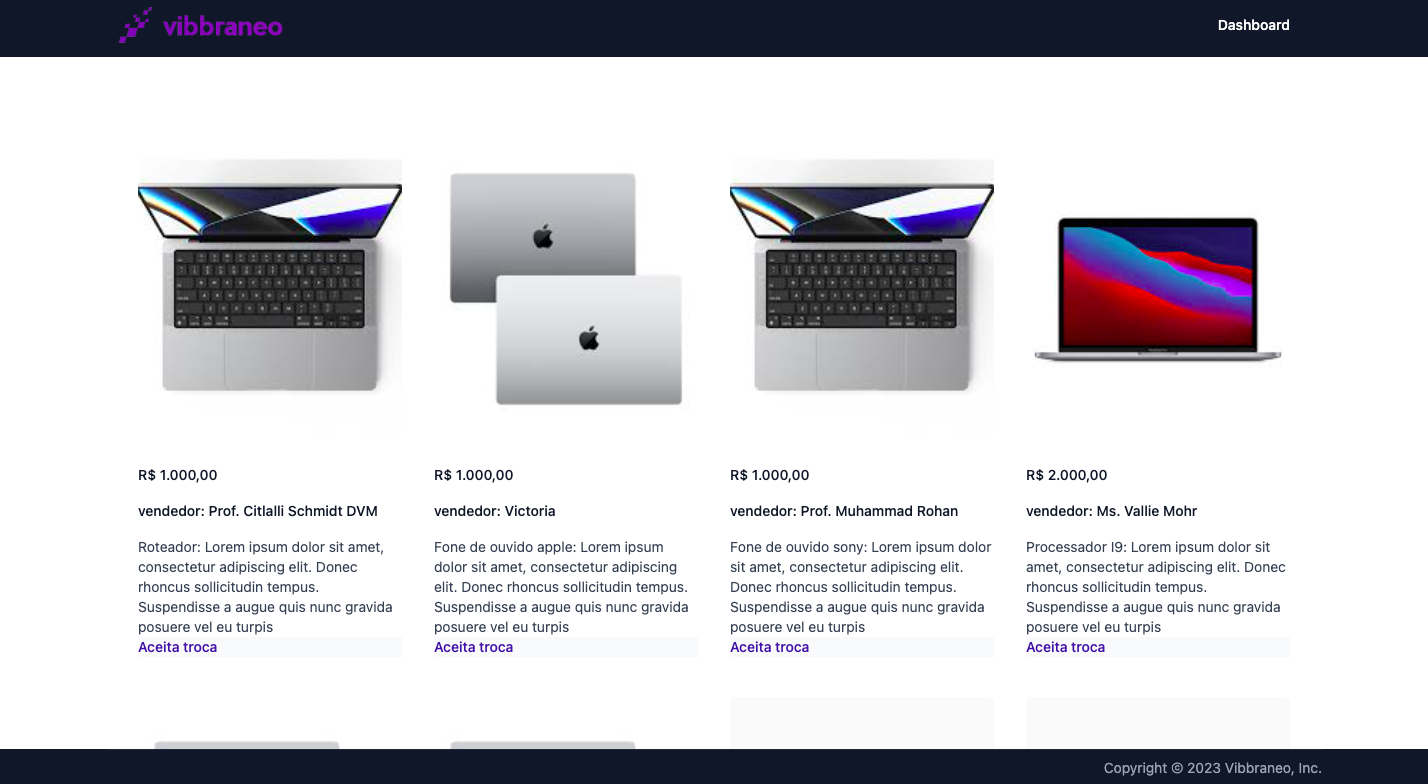 vibbraneo
Dashboard
R$ 1.000,00
vendedor: Prof. Citlalli Schmidt DVM
Roteador: Lorem ipsum dolor sit amet,
consectetur adipiscing elit. Donec
rhoncus sollicitudin tempus.
Suspendisse a augue quis nunc gravida
posuere vel eu turpis
Aceita troca
R$ 1.000,00
vendedor: Victoria
Fone de ouvido apple: Lorem ipsum
dolor sit amet, consectetur adipiscing
elit. Donec rhoncus sollicitudin tempus.
Suspendisse a augue quis nunc gravida
posuere vel eu turpis
Aceita troca
R$ 1.000,00
vendedor: Prof. Muhammad Rohan
Fone de ouvido sony: Lorem ipsum dolor
sit amet, consectetur adipiscing elit.
Donec rhoncus sollicitudin tempus.
Suspendisse a augue quis nunc gravida
posuere vel eu turpis
Aceita troca
R$ 2.000,00
vendedor: Ms. Vallie Mohr
Processador I9: Lorem ipsum dolor sit
amet, consectetur adipiscing elit. Donec
rhoncus sollicitudin tempus.
Suspendisse a augue quis nunc gravida
posuere vel eu turpis
Aceita troca
Copyright © 2023 Vibbraneo, Inc.